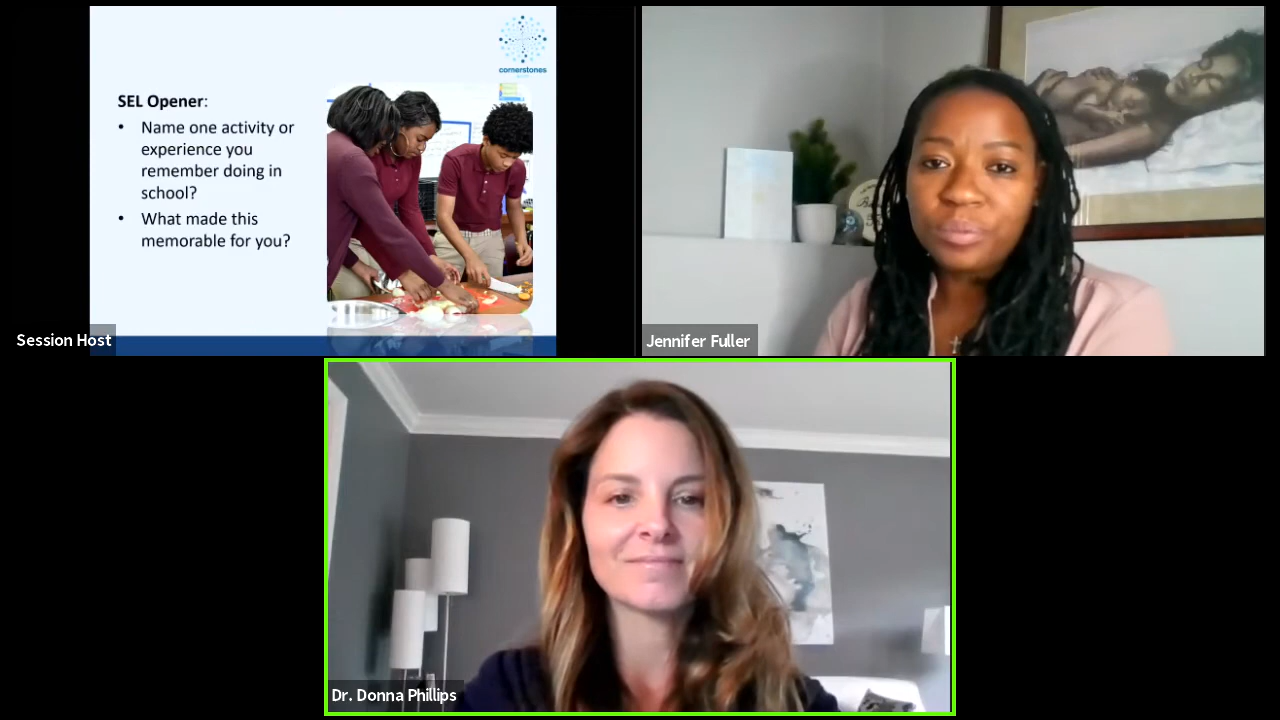 cornerstones
SEL Opener:
• Name one activity or
experience you
remember doing in
school?
• What made this
memorable for you?
Session Host
Jennifer Fuller
Dr. Donna Phillips